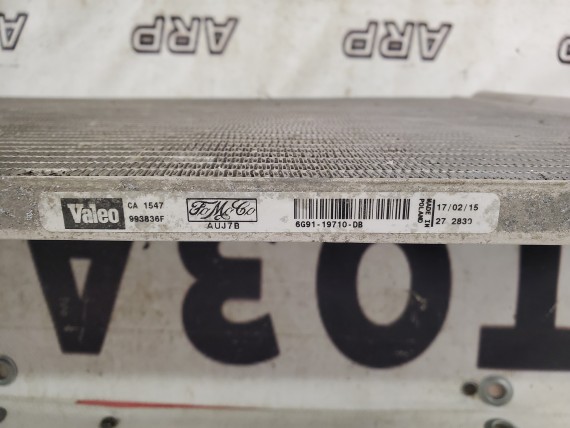 ARP ARP
Valeo
CA 1547
993836F
FoMoCo
AUJ7B
6G91-19710-DB
MADE IN
POLAND
17/02/15
27 2830
ТОЗА